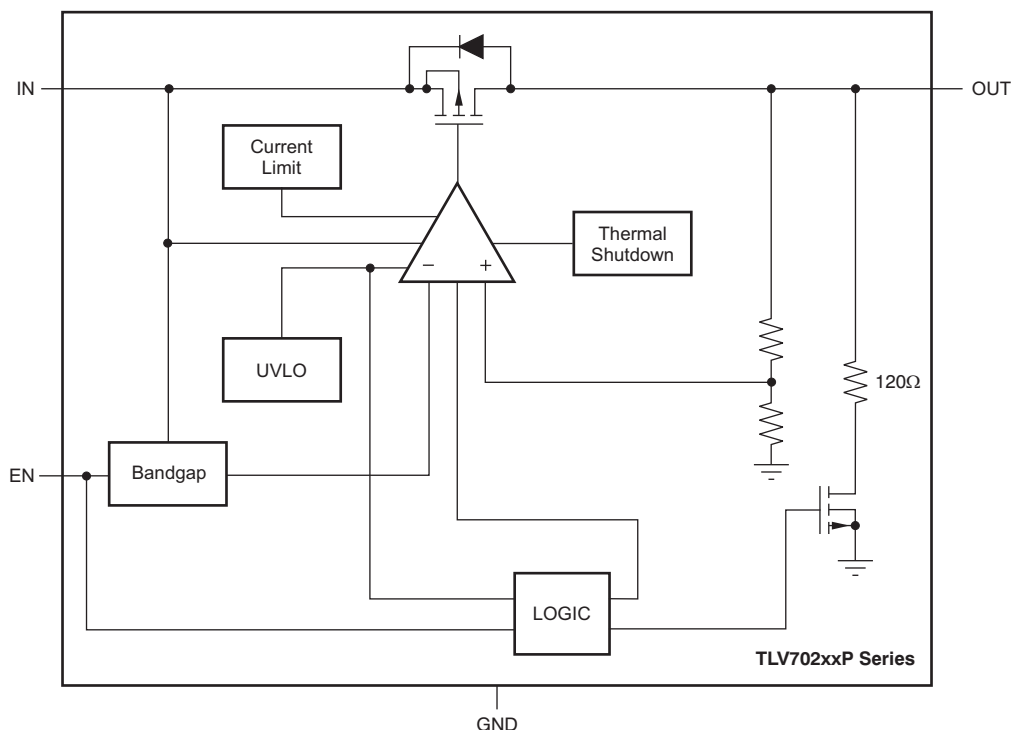 IN
OUT
Current
Limit
Thermal
Shutdown
−
+
UVLO
120Ω
EN
Bandgap
LOGIC
TLV702xxP Series
GND